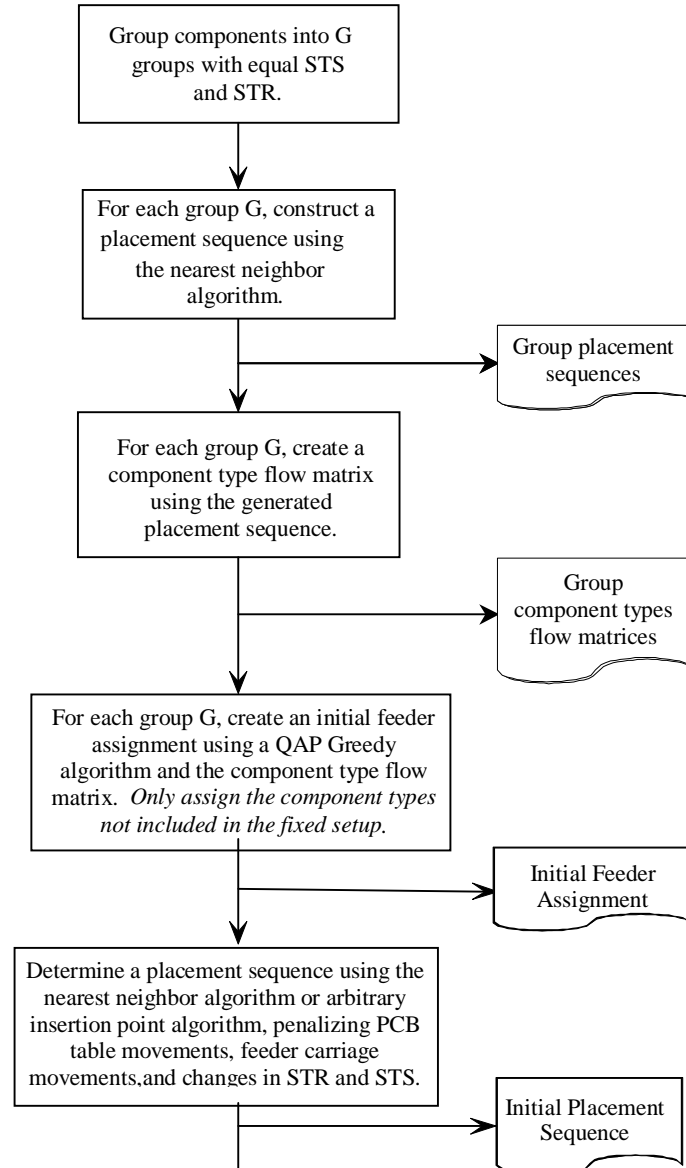 Group components into G
groups with equal STS
and STR.
For each group G, construct a
placement sequence using
the nearest neighbor
algorithm.
Group placement
sequences
For each group G, create a
component type flow matrix
using the generated
placement sequence.
Group
component types
flow matrices
For each group G, create an initial feeder
assignment using a QAP Greedy
algorithm and the component type flow
matrix. Only assign the component types
not included in the fixed setup.
Initial Feeder
Assignment
Determine a placement sequence using the
nearest neighbor algorithm or arbitrary
insertion point algorithm, penalizing PCB
table movements, feeder carriage
movements,and changes in STR and STS.
Initial Placement
Sequence